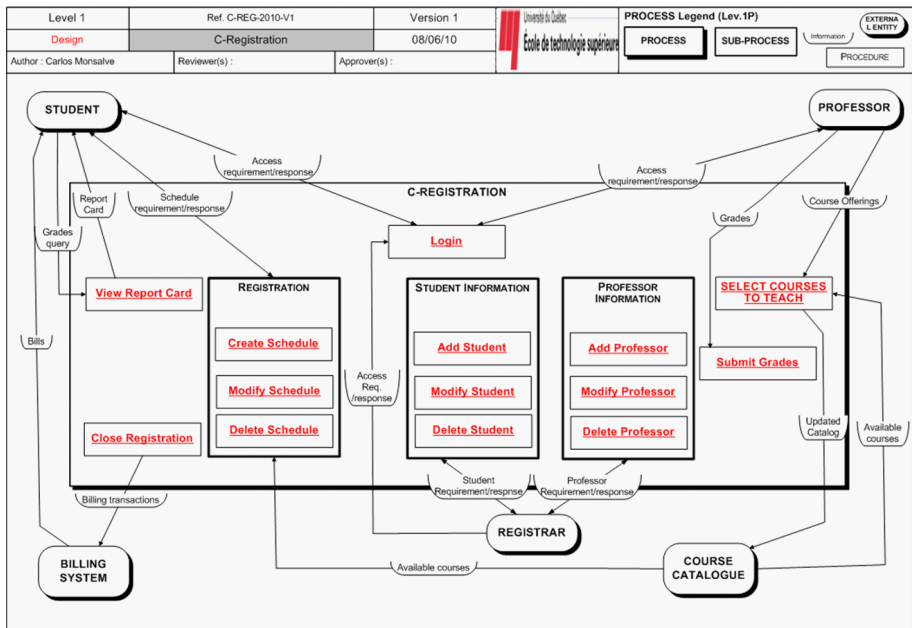 Level 1
Ref. C-REG-2010-V1
Version 1
Design
C-Registration
08/06/10
Author : Carlos Monsalve
Reviewer(s) :
Approver(s) :
Université du Québec
École de technologie supérieure
PROCESS Legend (Lev.1P)
PROCESS
SUB-PROCESS
Information
EXTERNA
L ENTITY
PROCEDURE
STUDENT
PROFESSOR
Access
requirement/response
Access
requirement/response
C-REGISTRATION
Report
Card
Schedule
requirement/response
Grades
query
Grades
Course Offerings
Login
View Report Card
REGISTRATION
Create Schedule
Modify Schedule
Delete Schedule
STUDENT INFORMATION
Add Student
Modify Student
Delete Student
PROFESSOR
INFORMATION
Add Professor
Modify Professor
Delete Professor
SELECT COURSES
TO TEACH
Submit Grades
Bills
Access
Req.
/response
Close Registration
Updated
Catalog
Available
courses
Billing transactions
Student
Requirement/respnse
Professor
Requirement/response
REGISTRAR
BILLING
SYSTEM
Available courses
COURSE
CATALOGUE